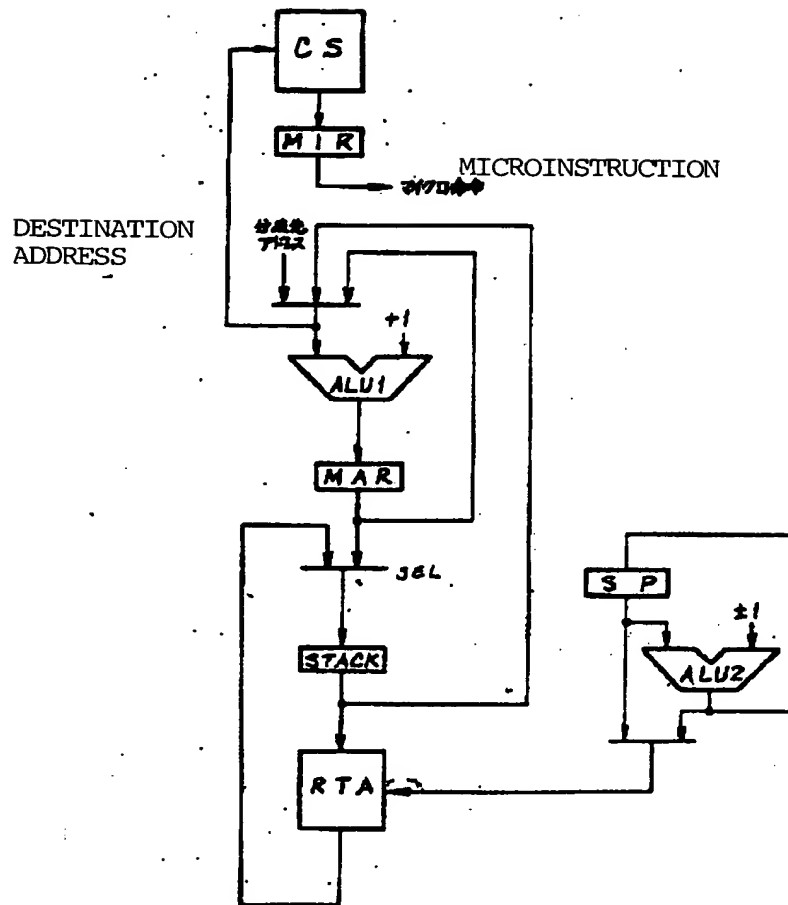 CS
MIR
MICROINSTRUCTION
マイクロ命令
DESTINATION
ADDRESS
分岐先
アドレス
+1
ALU1
MAR
SEL
STACK
RTA
SP
±1
ALU2